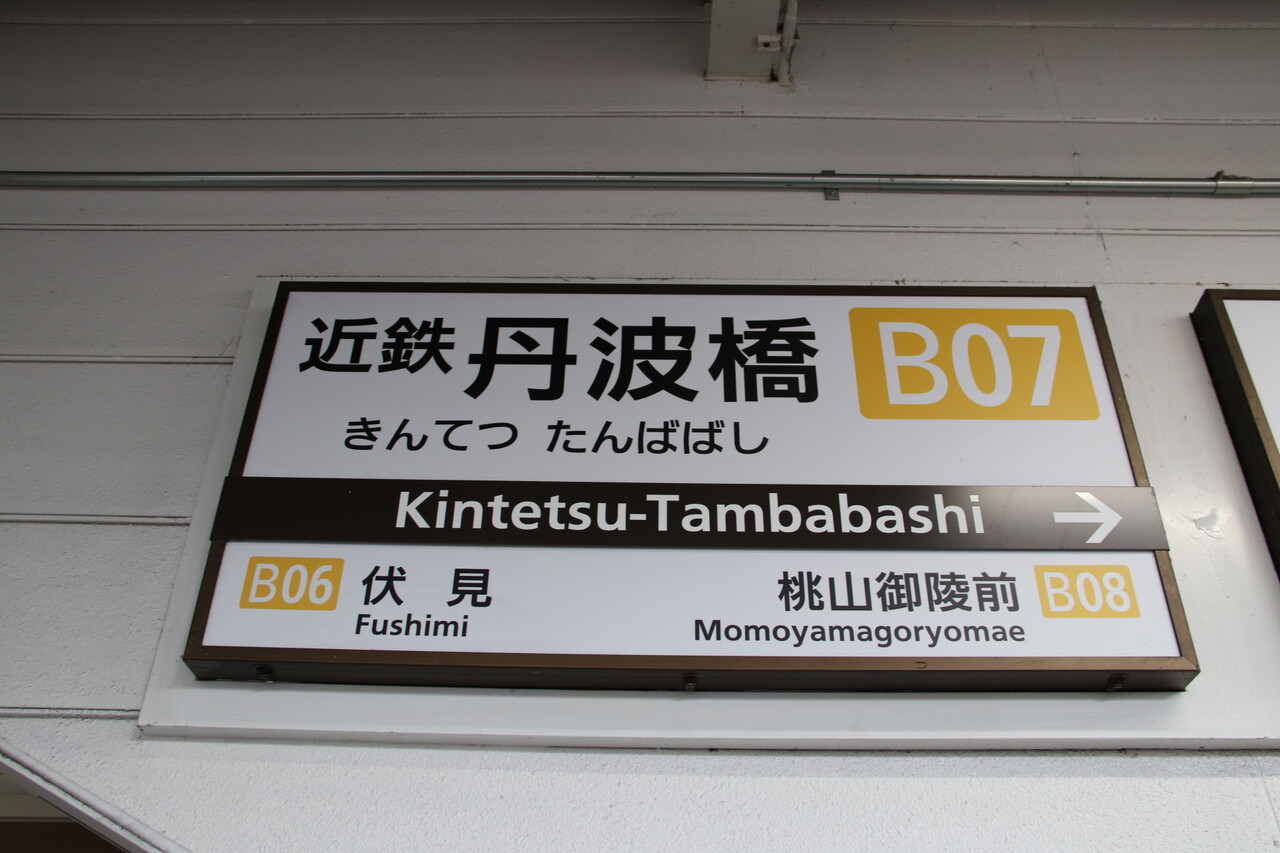 近鉄丹波橋 B07
きんてつ たんばばし
Kintetsu-Tambabashi →
B06 伏見 桃山御陵前 B08
Fushimi Momoyamagoryomae